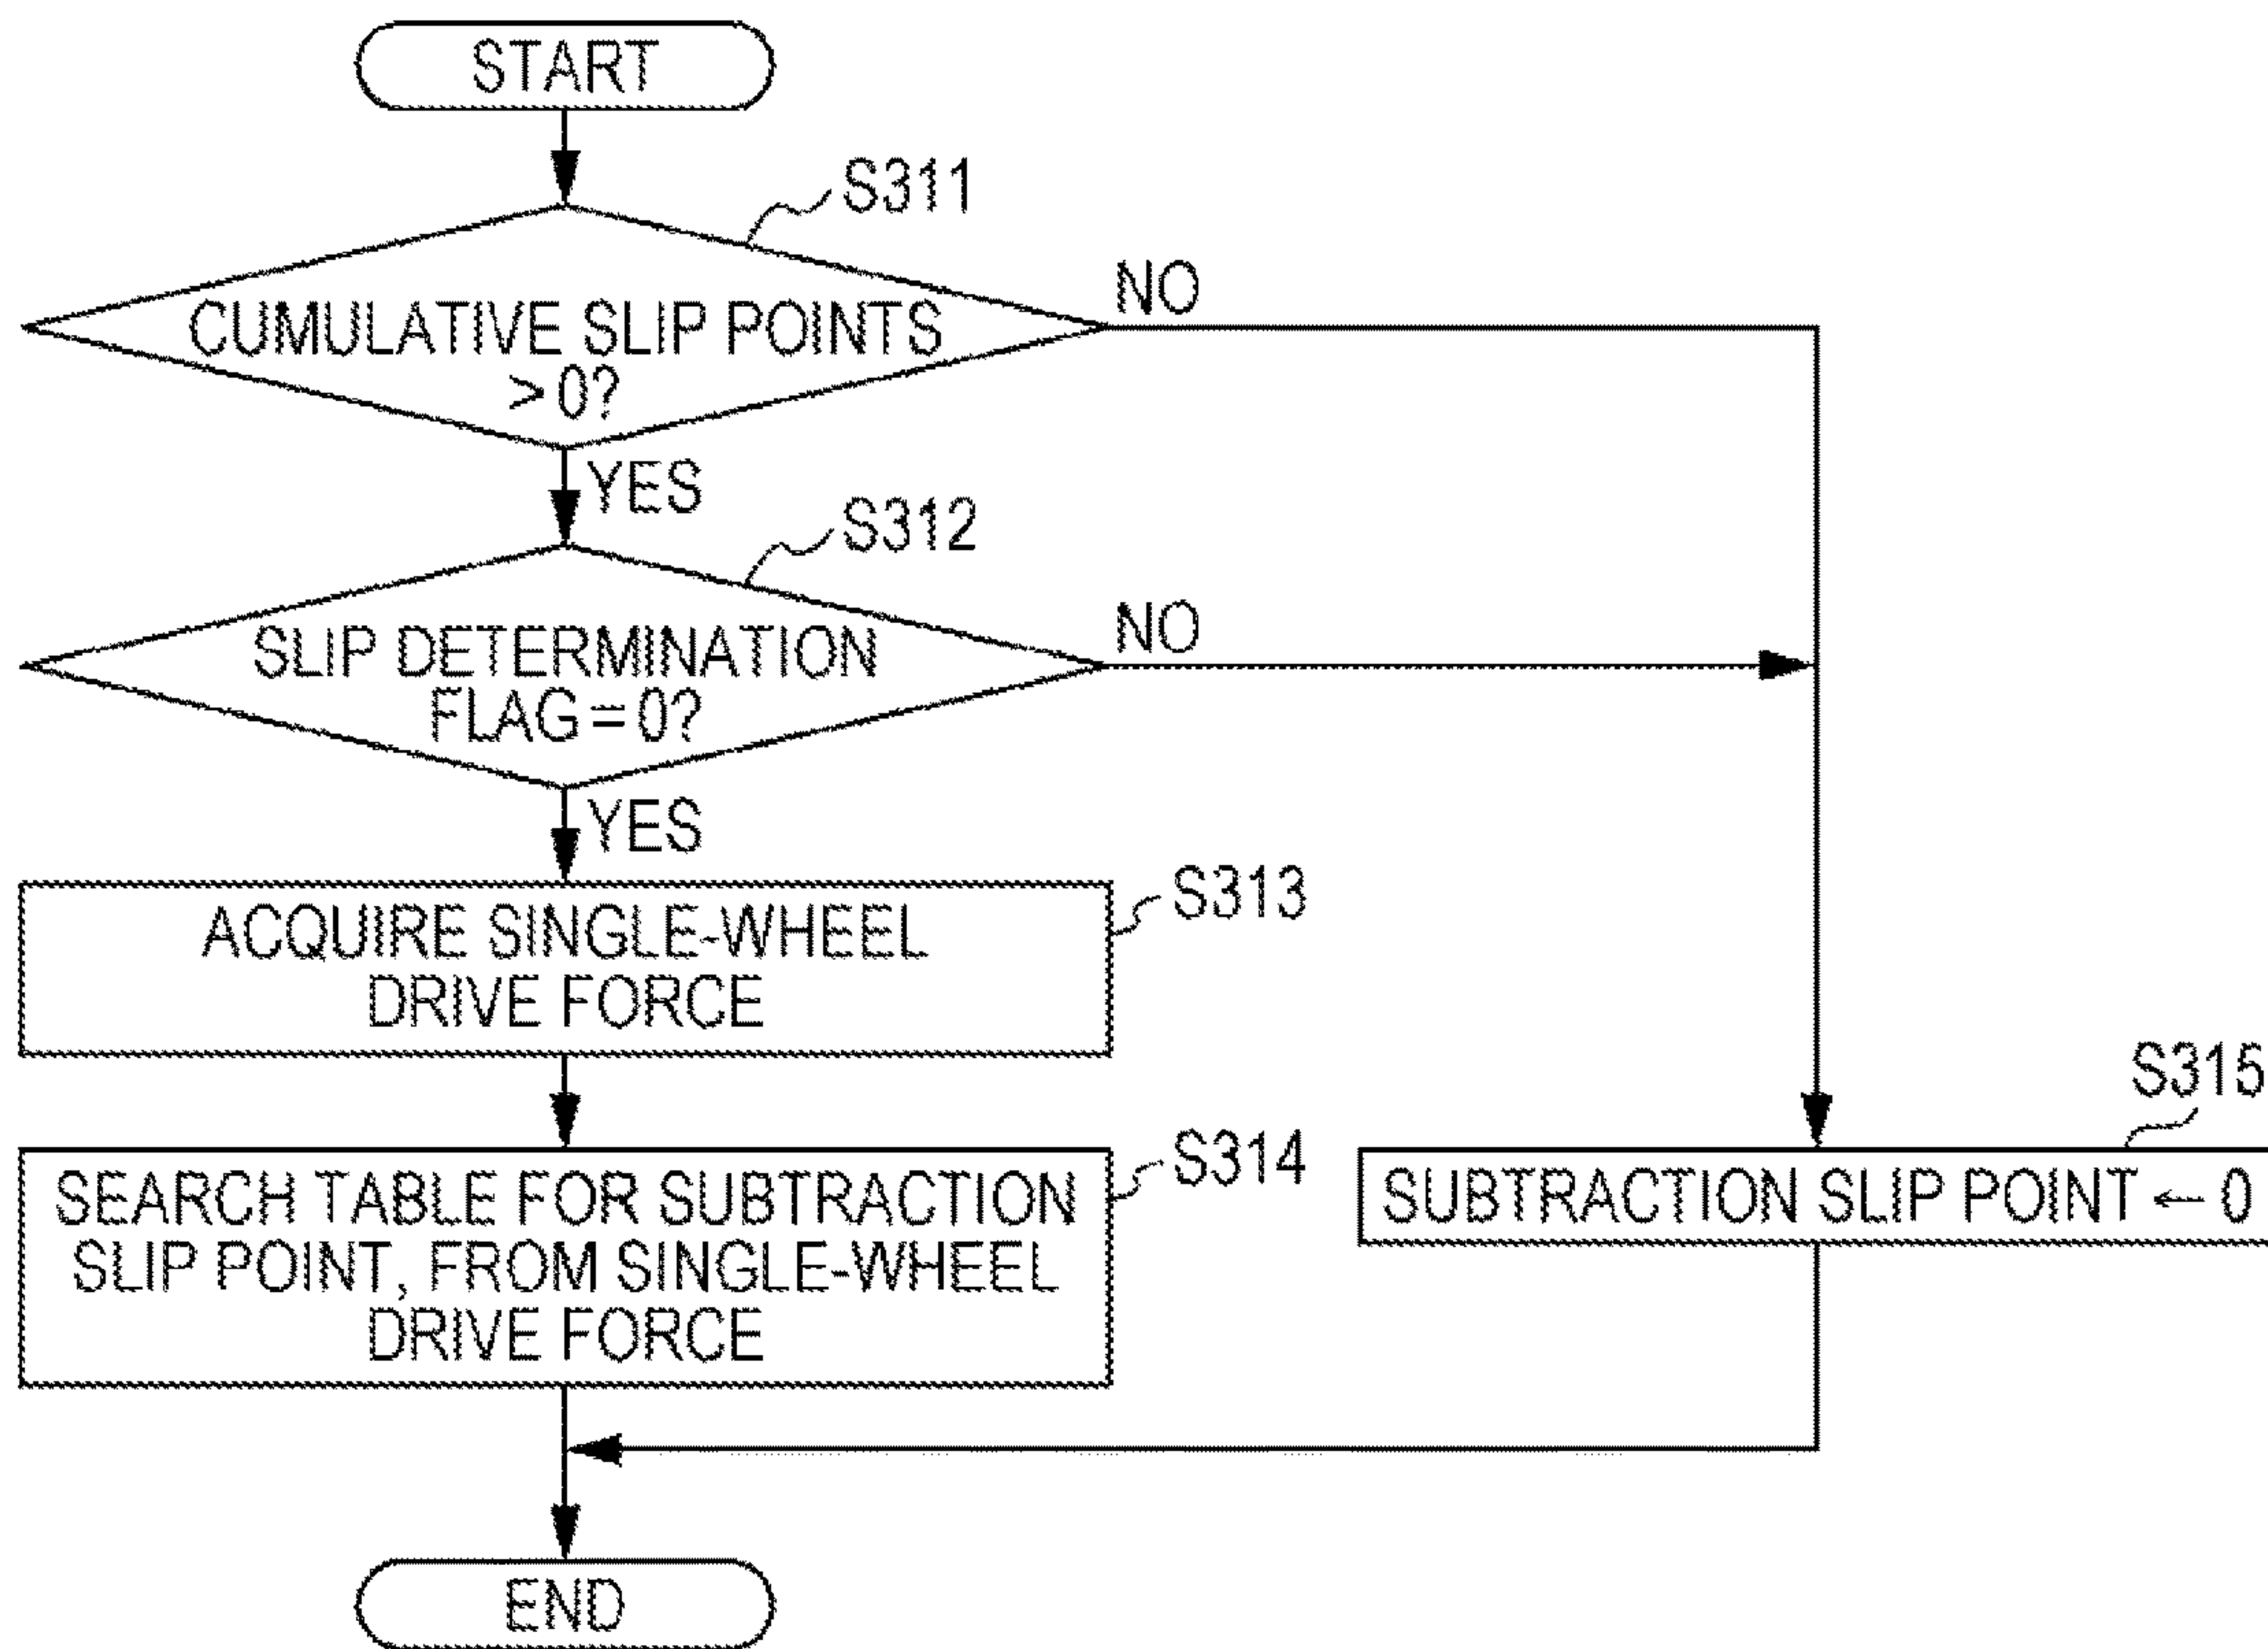 START
S311
CUMULATIVE SLIP POINTS
> 0?
NO
YES
S312
SLIP DETERMINATION
FLAG = 0?
NO
YES
S313
ACQUIRE SINGLE-WHEEL
DRIVE FORCE
S314
SEARCH TABLE FOR SUBTRACTION
SLIP POINT, FROM SINGLE-WHEEL
DRIVE FORCE
S315
SUBTRACTION SLIP POINT ← 0
END